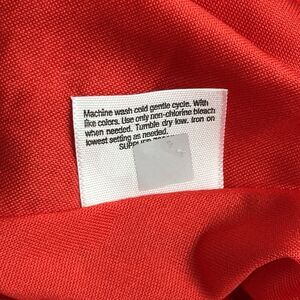 Machine wash cold gentle cycle. With
like colors. Use only non-chlorine bleach
when needed. Tumble dry low. Iron on
lowest setting as needed.